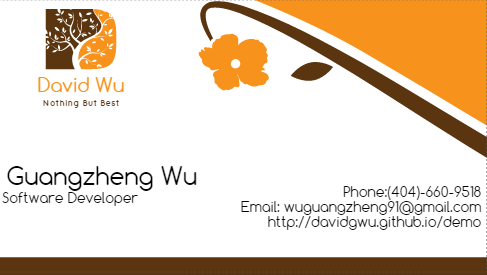 David Wu
Nothing But Best
Guangzheng Wu
Software Developer
Phone:(404)-660-9518
Email: wuguangzheng91@gmail.com
http://davidgwu.github.io/demo